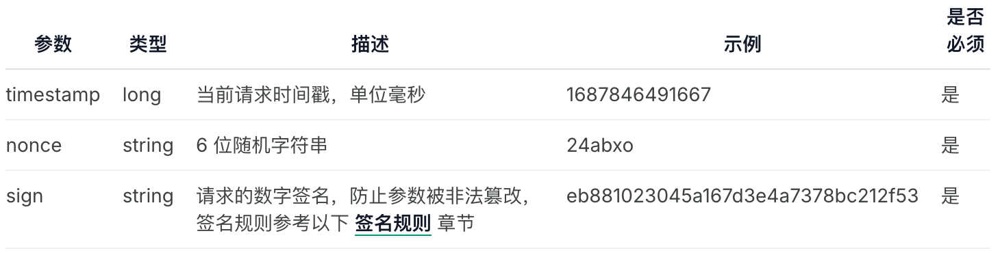 参数 类型 描述 示例 是否必须
timestamp long 当前请求时间戳，单位毫秒 1687846491667 是
nonce string 6 位随机字符串 24abxo 是
sign string 请求的数字签名，防止参数被非法篡改， eb881023045a167d3e4a7378bc212f53 是
签名规则参考以下 签名规则 章节